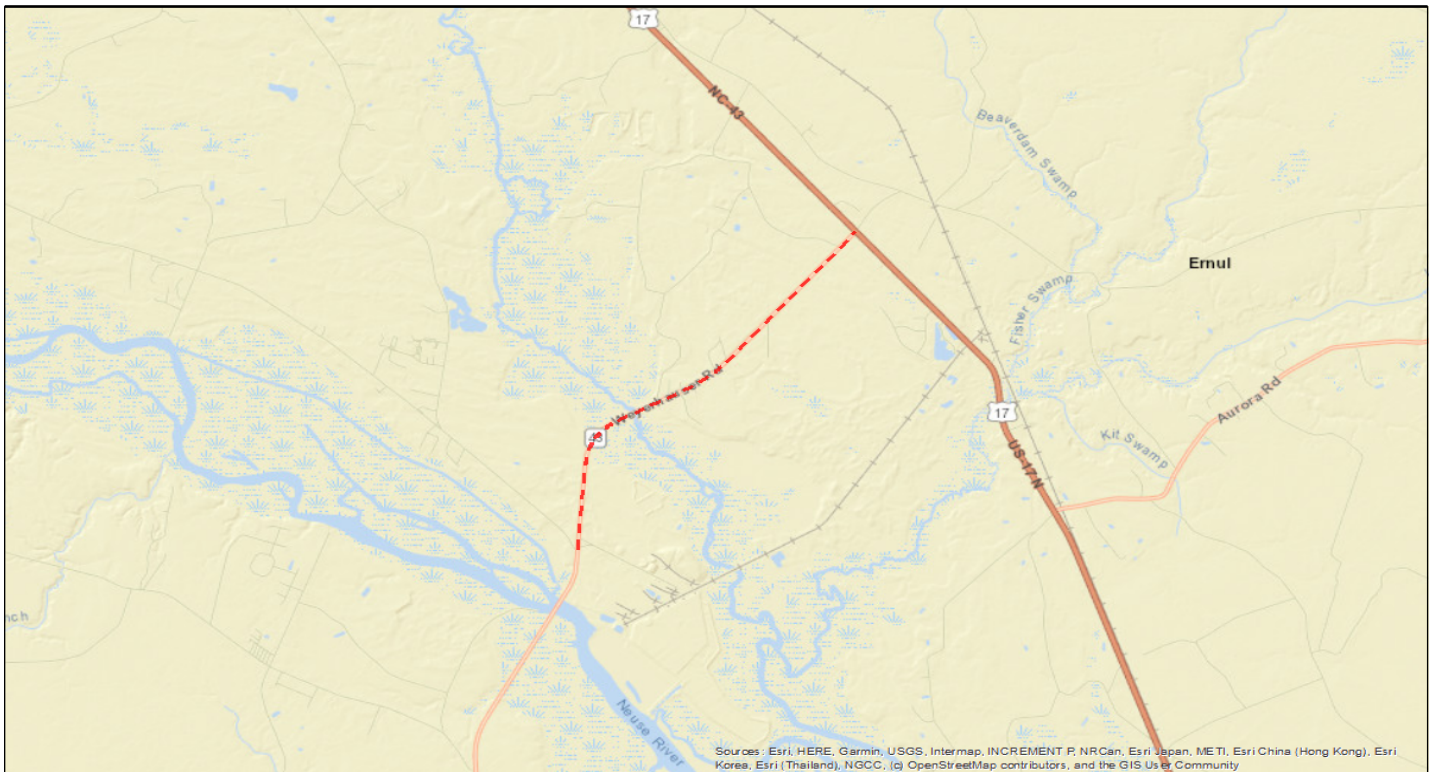 17
NC-43
Beaverdam Swamp
Ernul
Fisher Swamp
Weyerhaeuser Rd
43
17
Aurora Rd
Kit Swamp
US-17 N
nch
Neuse River
Sources: Esri, HERE, Garmin, USGS, Intermap, INCREMENT P, NRCan, Esri Japan, METI, Esri China (Hong Kong), Esri
Korea, Esri (Thailand), NGCC, (c) OpenStreetMap contributors, and the GIS User Community